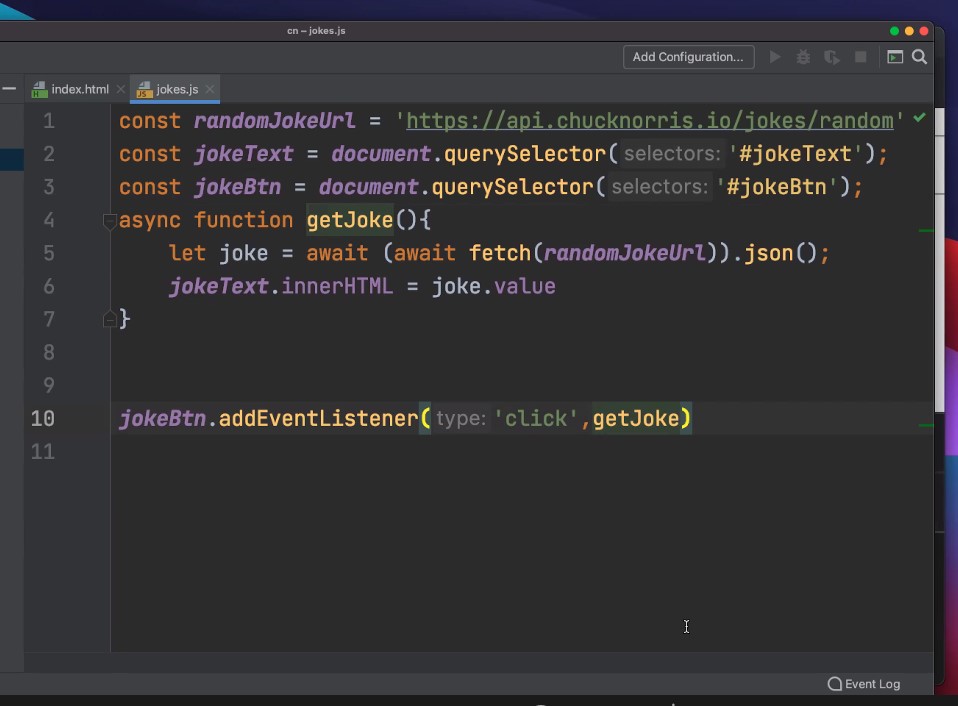 cn – jokes.js
Add Configuration...
index.html
jokes.js
1 const randomJokeUrl = 'https://api.chucknorris.io/jokes/random'
2 const jokeText = document.querySelector( selectors: '#jokeText');
3 const jokeBtn = document.querySelector( selectors: '#jokeBtn');
4 async function getJoke(){
5 let joke = await (await fetch(randomJokeUrl)).json();
6 jokeText.innerHTML = joke.value
7 }
8
9
10 jokeBtn.addEventListener( type: 'click',getJoke)
11
Event Log